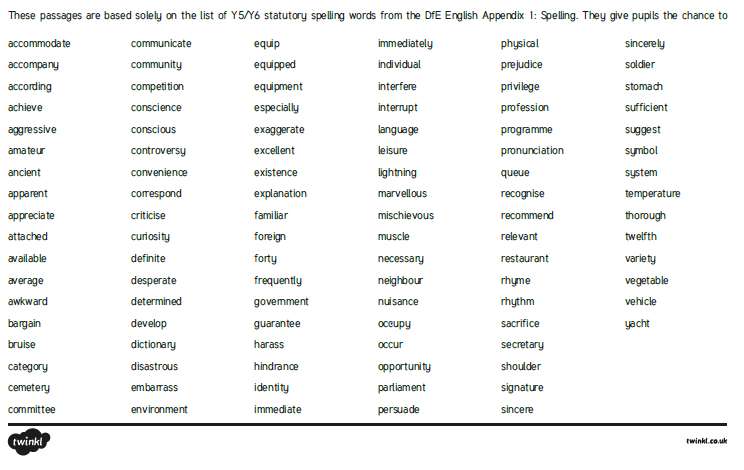 These passages are based solely on the list of Y5/Y6 statutory spelling words from the DfE English Appendix 1: Spelling. They give pupils the chance to
accommodate
accompany
according
achieve
aggressive
amateur
ancient
apparent
appreciate
attached
available
average
awkward
bargain
bruise
category
cemetery
committee
communicate
community
competition
conscience
conscious
controversy
convenience
correspond
criticise
curiosity
definite
desperate
determined
develop
dictionary
disastrous
embarrass
environment
equip
equipped
equipment
especially
exaggerate
excellent
existence
explanation
familiar
foreign
forty
frequently
government
guarantee
harass
hindrance
identity
immediate
immediately
individual
interfere
interrupt
language
leisure
lightning
marvellous
mischievous
muscle
necessary
neighbour
nuisance
occupy
occur
opportunity
parliament
persuade
physical
prejudice
privilege
profession
programme
pronunciation
queue
recognise
recommend
relevant
restaurant
rhyme
rhythm
sacrifice
secretary
shoulder
signature
sincere
sincerely
soldier
stomach
sufficient
suggest
symbol
system
temperature
thorough
twelfth
variety
vegetable
vehicle
yacht
twinkl
twinkl.co.uk